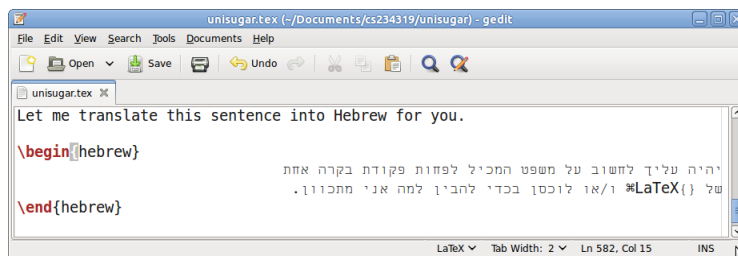 unisugar.tex (~/Documents/cs234319/unisugar) - gedit
File Edit View Search Tools Documents Help
Open Save Undo
unisugar.tex
Let me translate this sentence into Hebrew for you.
\begin{hebrew}
יהיה עליך לחשוב על משפט המכיל לפחות פקודת בקרה אחת
של ⌘LaTeX{} ו/או לוכסן בכדי להבין למה אני מתכוון.
\end{hebrew}
LaTeX Tab Width: 2 Ln 582, Col 15 INS